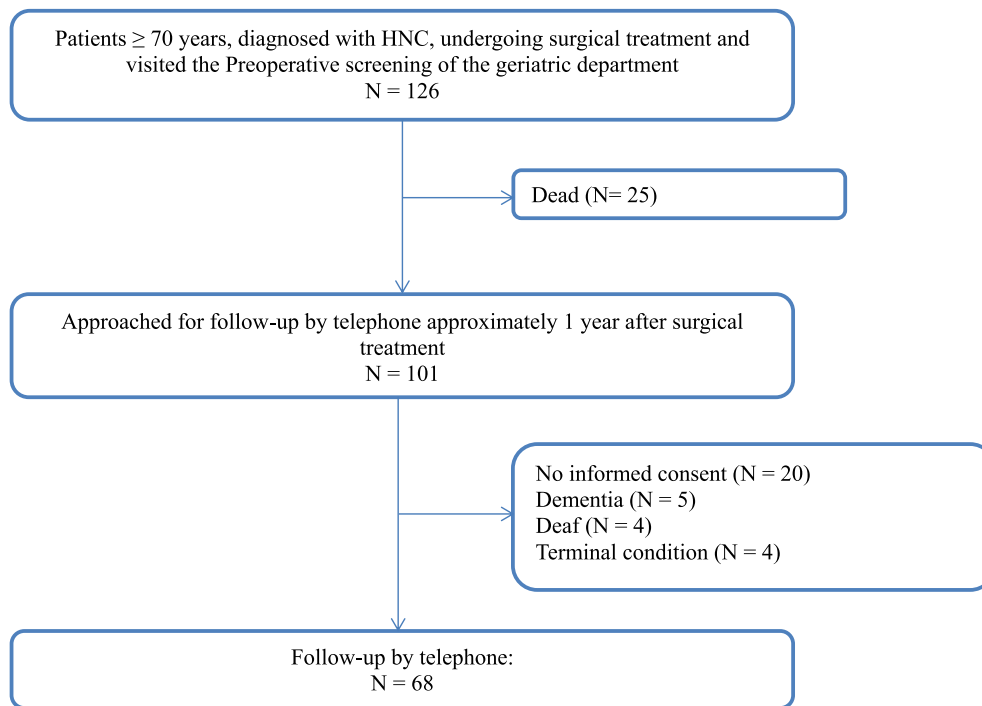 Patients ≥ 70 years, diagnosed with HNC, undergoing surgical treatment and
visited the Preoperative screening of the geriatric department
N = 126
Dead (N= 25)
Approached for follow-up by telephone approximately 1 year after surgical
treatment
N = 101
No informed consent (N = 20)
Dementia (N = 5)
Deaf (N = 4)
Terminal condition (N = 4)
Follow-up by telephone:
N = 68